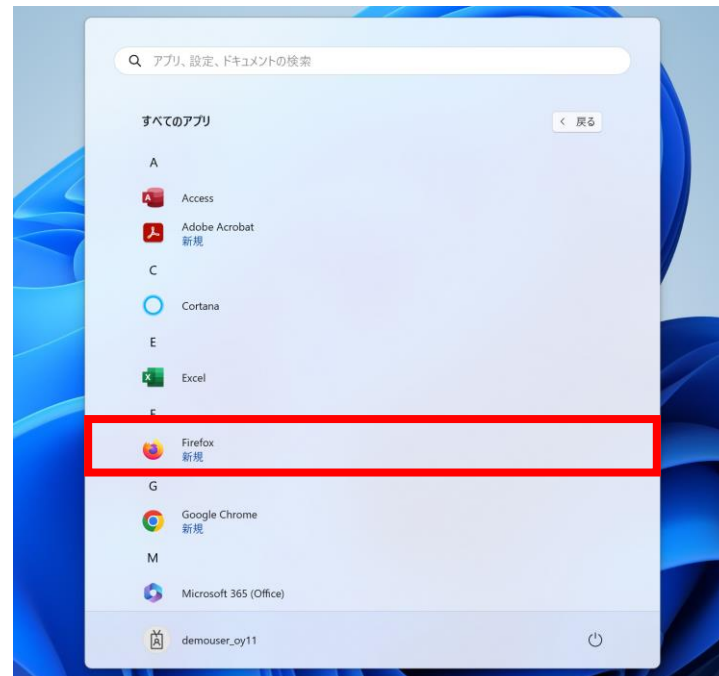 アプリ、設定、ドキュメントの検索
すべてのアプリ
戻る
A
Access
Adobe Acrobat
新規
C
Cortana
E
Excel
F
Firefox
新規
G
Google Chrome
新規
M
Microsoft 365 (Office)
demouser_oy11